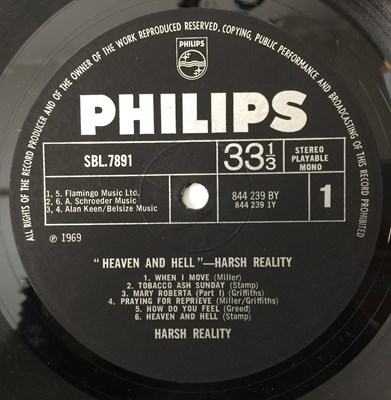 ALL RIGHTS OF THE RECORD PRODUCER AND OF THE OWNER OF THE WORK REPRODUCED RESERVED. COPYING, PUBLIC PERFORMANCE AND BROADCASTING OF THIS RECORD PROHIBITED
PHILIPS
PHILIPS
SBL.7891
33 1/3
STEREO
PLAYABLE
MONO
1, 5. Flamingo Music Ltd.
2, 6. A. Schroeder Music
3, 4. Alan Keen/Belsize Music
844 239 BY
844 239 1Y
1
℗ 1969
"HEAVEN AND HELL"—HARSH REALITY
1. WHEN I MOVE (Miller)
2. TOBACCO ASH SUNDAY (Stamp)
3. MARY ROBERTA (Part I) (Griffiths)
4. PRAYING FOR REPRIEVE (Miller/Griffiths)
5. HOW DO YOU FEEL (Greed)
6. HEAVEN AND HELL (Stamp)
HARSH REALITY